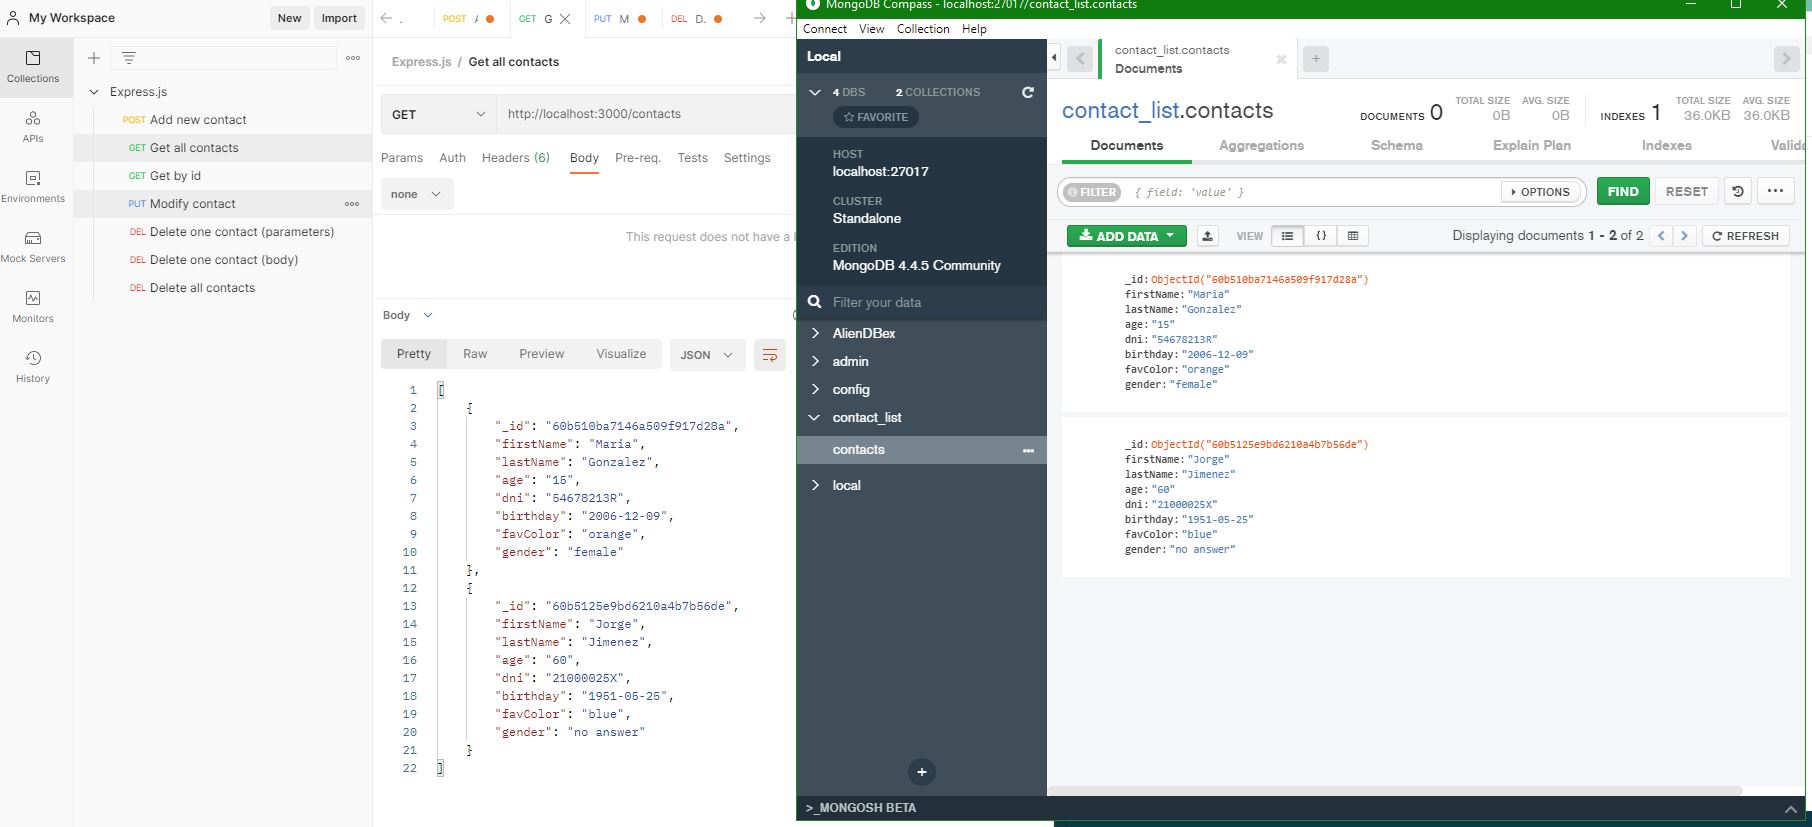 My Workspace
New
Import
Collections
APIs
Environments
Mock Servers
Monitors
History
Express.js
POST Add new contact
GET Get all contacts
GET Get by id
PUT Modify contact
DEL Delete one contact (parameters)
DEL Delete one contact (body)
DEL Delete all contacts
POST
GET G
PUT M
DEL D.
Express.js / Get all contacts
GET
http://localhost:3000/contacts
Params Auth Headers (6) Body Pre-req. Tests Settings
none
This request does not have a
Body
Pretty Raw Preview Visualize JSON
1 [
2 {
3 "_id": "60b510ba7146a509f917d28a",
4 "firstName": "Maria",
5 "lastName": "Gonzalez",
6 "age": "15",
7 "dni": "54678213R",
8 "birthday": "2006-12-09",
9 "favColor": "orange",
10 "gender": "female"
11 },
12 {
13 "_id": "60b5125e9bd6210a4b7b56de",
14 "firstName": "Jorge",
15 "lastName": "Jimenez",
16 "age": "60",
17 "dni": "21000025X",
18 "birthday": "1951-05-25",
19 "favColor": "blue",
20 "gender": "no answer"
21 }
22 ]
MongoDB Compass - localhost:27017/contact_list.contacts
Connect View Collection Help
Local
4 DBS 2 COLLECTIONS
FAVORITE
HOST
localhost:27017
CLUSTER
Standalone
EDITION
MongoDB 4.4.5 Community
Filter your data
AlienDBex
admin
config
contact_list
contacts
local
>_MONGOSH BETA
contact_list.contacts
Documents
contact_list.contacts
DOCUMENTS 0
TOTAL SIZE
0B
AVG. SIZE
0B
INDEXES 1
TOTAL SIZE
36.0KB
AVG. SIZE
36.0KB
Documents Aggregations Schema Explain Plan Indexes Valida
FILTER { field: 'value' } OPTIONS FIND RESET
ADD DATA VIEW {} Displaying documents 1 - 2 of 2 REFRESH
_id: ObjectId("60b510ba7146a509f917d28a")
firstName: "Maria"
lastName: "Gonzalez"
age: "15"
dni: "54678213R"
birthday: "2006-12-09"
favColor: "orange"
gender: "female"
_id: ObjectId("60b5125e9bd6210a4b7b56de")
firstName: "Jorge"
lastName: "Jimenez"
age: "60"
dni: "21000025X"
birthday: "1951-05-25"
favColor: "blue"
gender: "no answer"